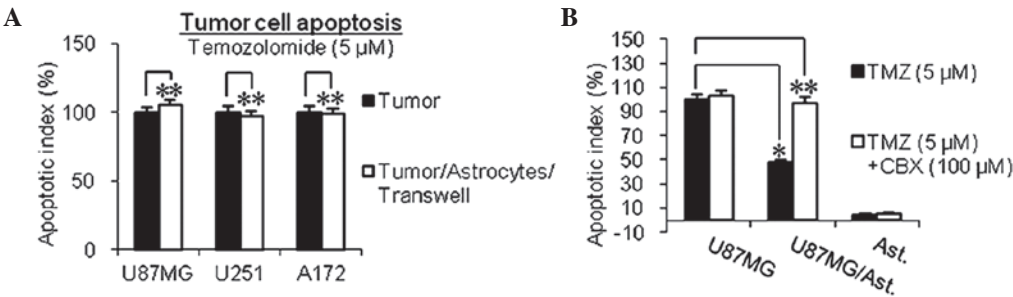 A
Tumor cell apoptosis
Temozolomide (5 µM)
Apoptotic index (%)
150
100
50
0
**
**
**
U87MG
U251
A172
Tumor
Tumor/Astrocytes/
Transwell
B
Apoptotic index (%)
150
130
110
90
70
50
30
10
-10
*
**
U87MG
U87MG/Ast.
Ast.
TMZ (5 µM)
TMZ (5 µM)
+CBX (100 µM)